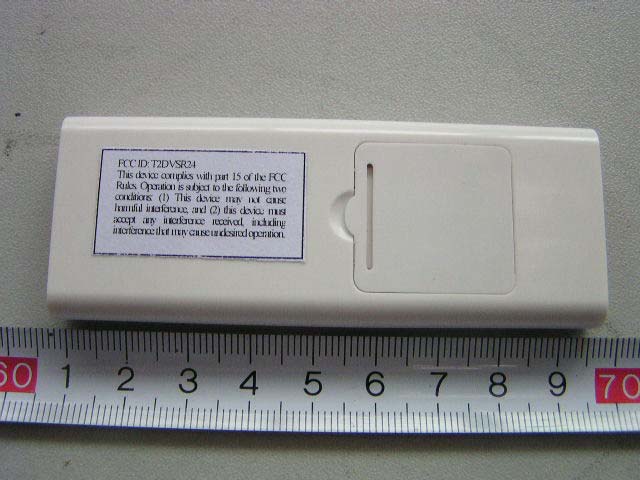 FCC ID: T2DVSR24
This device complies with part 15 of the FCC
Rules. Operation is subject to the following two
conditions: (1) This device may not cause
harmful interference, and (2) this device must
accept any interference received, including
interference that may cause undesired operation.
60 1 2 3 4 5 6 7 8 9 70